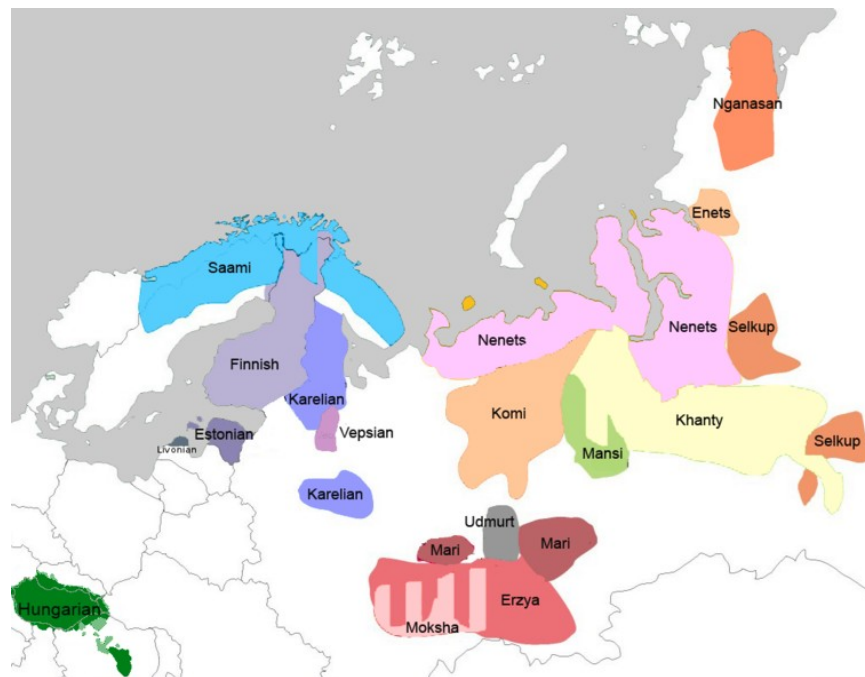 Nganasan
Enets
Saami
Nenets
Nenets
Selkup
Finnish
Karelian
Komi
Khanty
Estonian
Livonian
Vepsian
Mansi
Selkup
Karelian
Udmurt
Mari
Mari
Hungarian
Erzya
Moksha